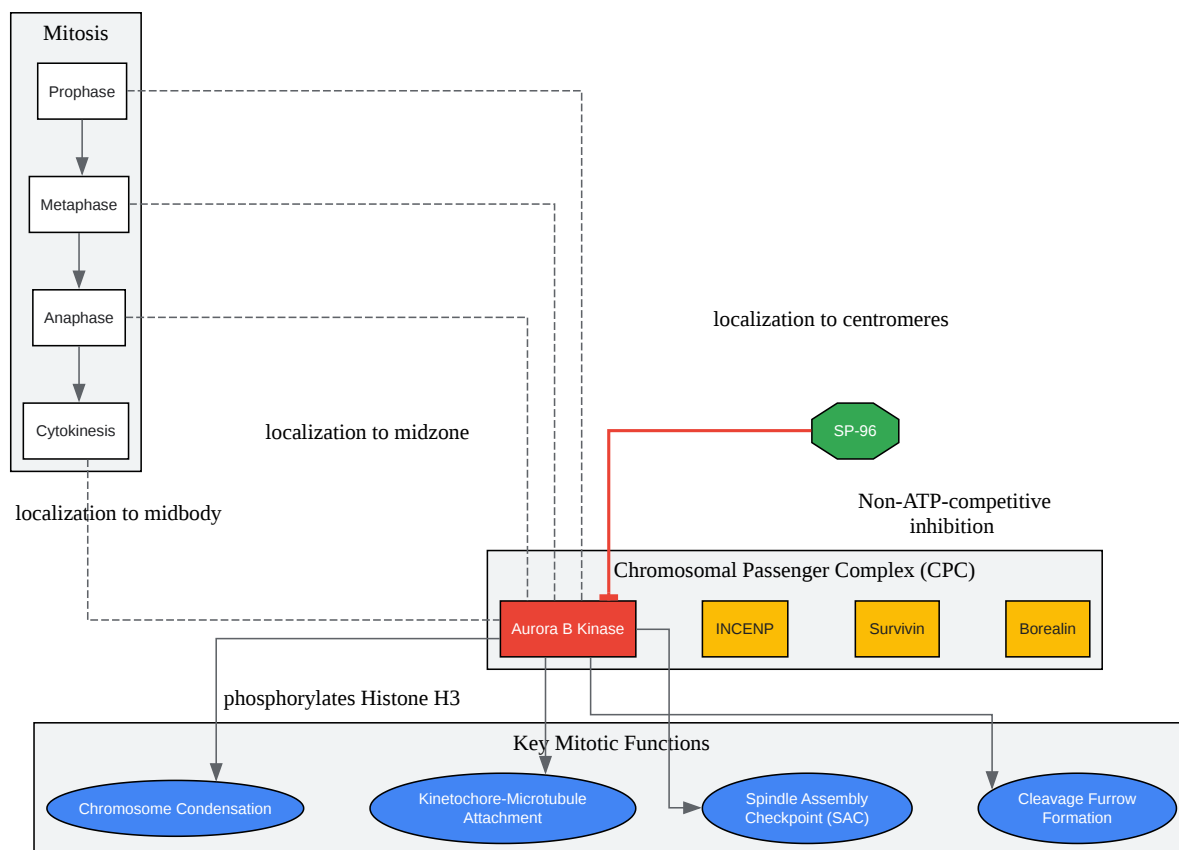 Mitosis
Prophase
Metaphase
Anaphase
localization to centromeres
Cytokinesis
localization to midzone
SP-96
localization to midbody
Non-ATP-competitive
inhibition
Chromosomal Passenger Complex (CPC)
Aurora B Kinase
INCENP
Survivin
Borealin
phosphorylates Histone H3
Key Mitotic Functions
Chromosome Condensation
Kinetochore-Microtubule
Attachment
Spindle Assembly
Checkpoint (SAC)
Cleavage Furrow
Formation